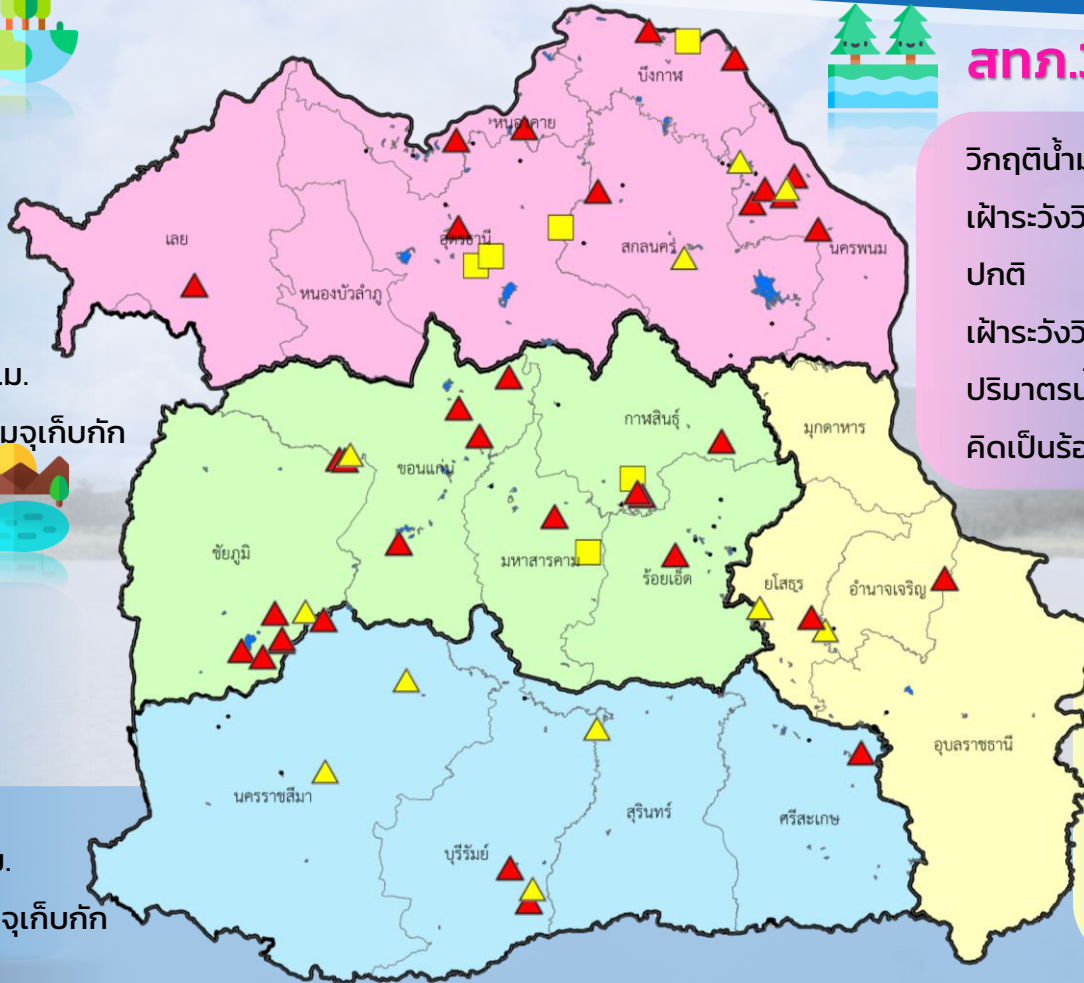 สทภ.3
วิกฤติน้ำม
เฝ้าระวังวิ
ปกติ
เฝ้าระวังวิ
ปริมาตรน้
คิดเป็นร้อ
บึงกาฬ
หนองคาย
เลย
อุดรธานี
สกลนคร
นครพนม
หนองบัวลำภู
.ม.
มจุเก็บกัก
กาฬสินธุ์
มุกดาหาร
ขอนแก่น
ชัยภูมิ
มหาสารคาม
ร้อยเอ็ด
ยโสธร
อำนาจเจริญ
อุบลราชธานี
นครราชสีมา
สุรินทร์
ศรีสะเกษ
บุรีรัมย์
ม.
จุเก็บกัก